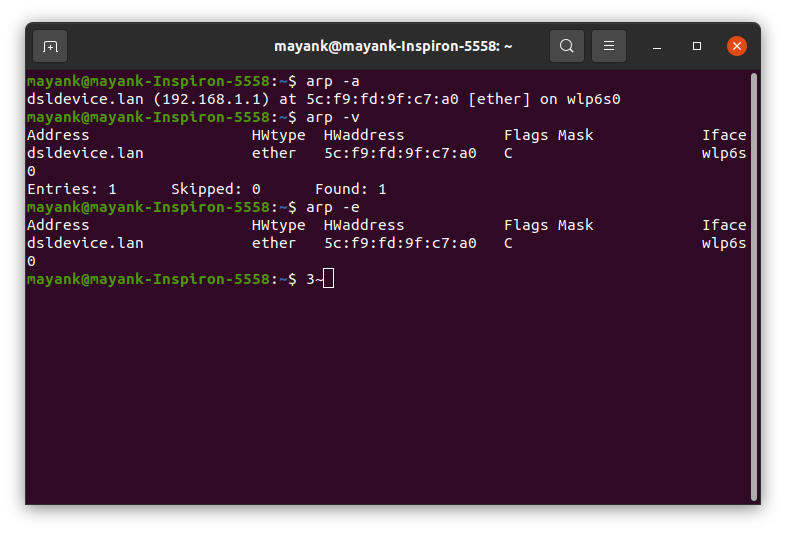 mayank@mayank-Inspiron-5558: ~
mayank@mayank-Inspiron-5558:~$ arp -a
dsldevice.lan (192.168.1.1) at 5c:f9:fd:9f:c7:a0 [ether] on wlp6s0
mayank@mayank-Inspiron-5558:~$ arp -v
Address                  HWtype  HWaddress           Flags Mask            Iface
dsldevice.lan            ether   5c:f9:fd:9f:c7:a0   C                     wlp6s
0
Entries: 1      Skipped: 0      Found: 1
mayank@mayank-Inspiron-5558:~$ arp -e
Address                  HWtype  HWaddress           Flags Mask            Iface
dsldevice.lan            ether   5c:f9:fd:9f:c7:a0   C                     wlp6s
0
mayank@mayank-Inspiron-5558:~$ 3~